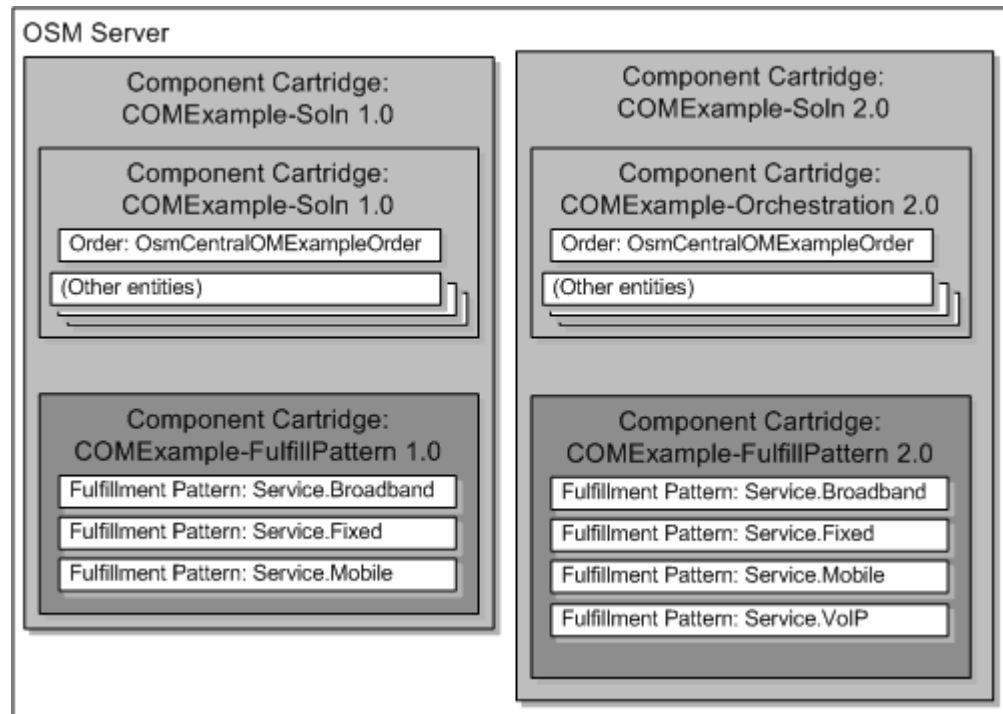 OSM Server
Component Cartridge:
COMExample-Soln 1.0
Component Cartridge:
COMExample-Soln 1.0
Order: OsmCentralOMExampleOrder
(Other entities)
Component Cartridge:
COMExample-FulfillPattern 1.0
Fulfillment Pattern: Service.Broadband
Fulfillment Pattern: Service.Fixed
Fulfillment Pattern: Service.Mobile
Component Cartridge:
COMExample-Soln 2.0
Component Cartridge:
COMExample-Orchestration 2.0
Order: OsmCentralOMExampleOrder
(Other entities)
Component Cartridge:
COMExample-FulfillPattern 2.0
Fulfillment Pattern: Service.Broadband
Fulfillment Pattern: Service.Fixed
Fulfillment Pattern: Service.Mobile
Fulfillment Pattern: Service.VoIP